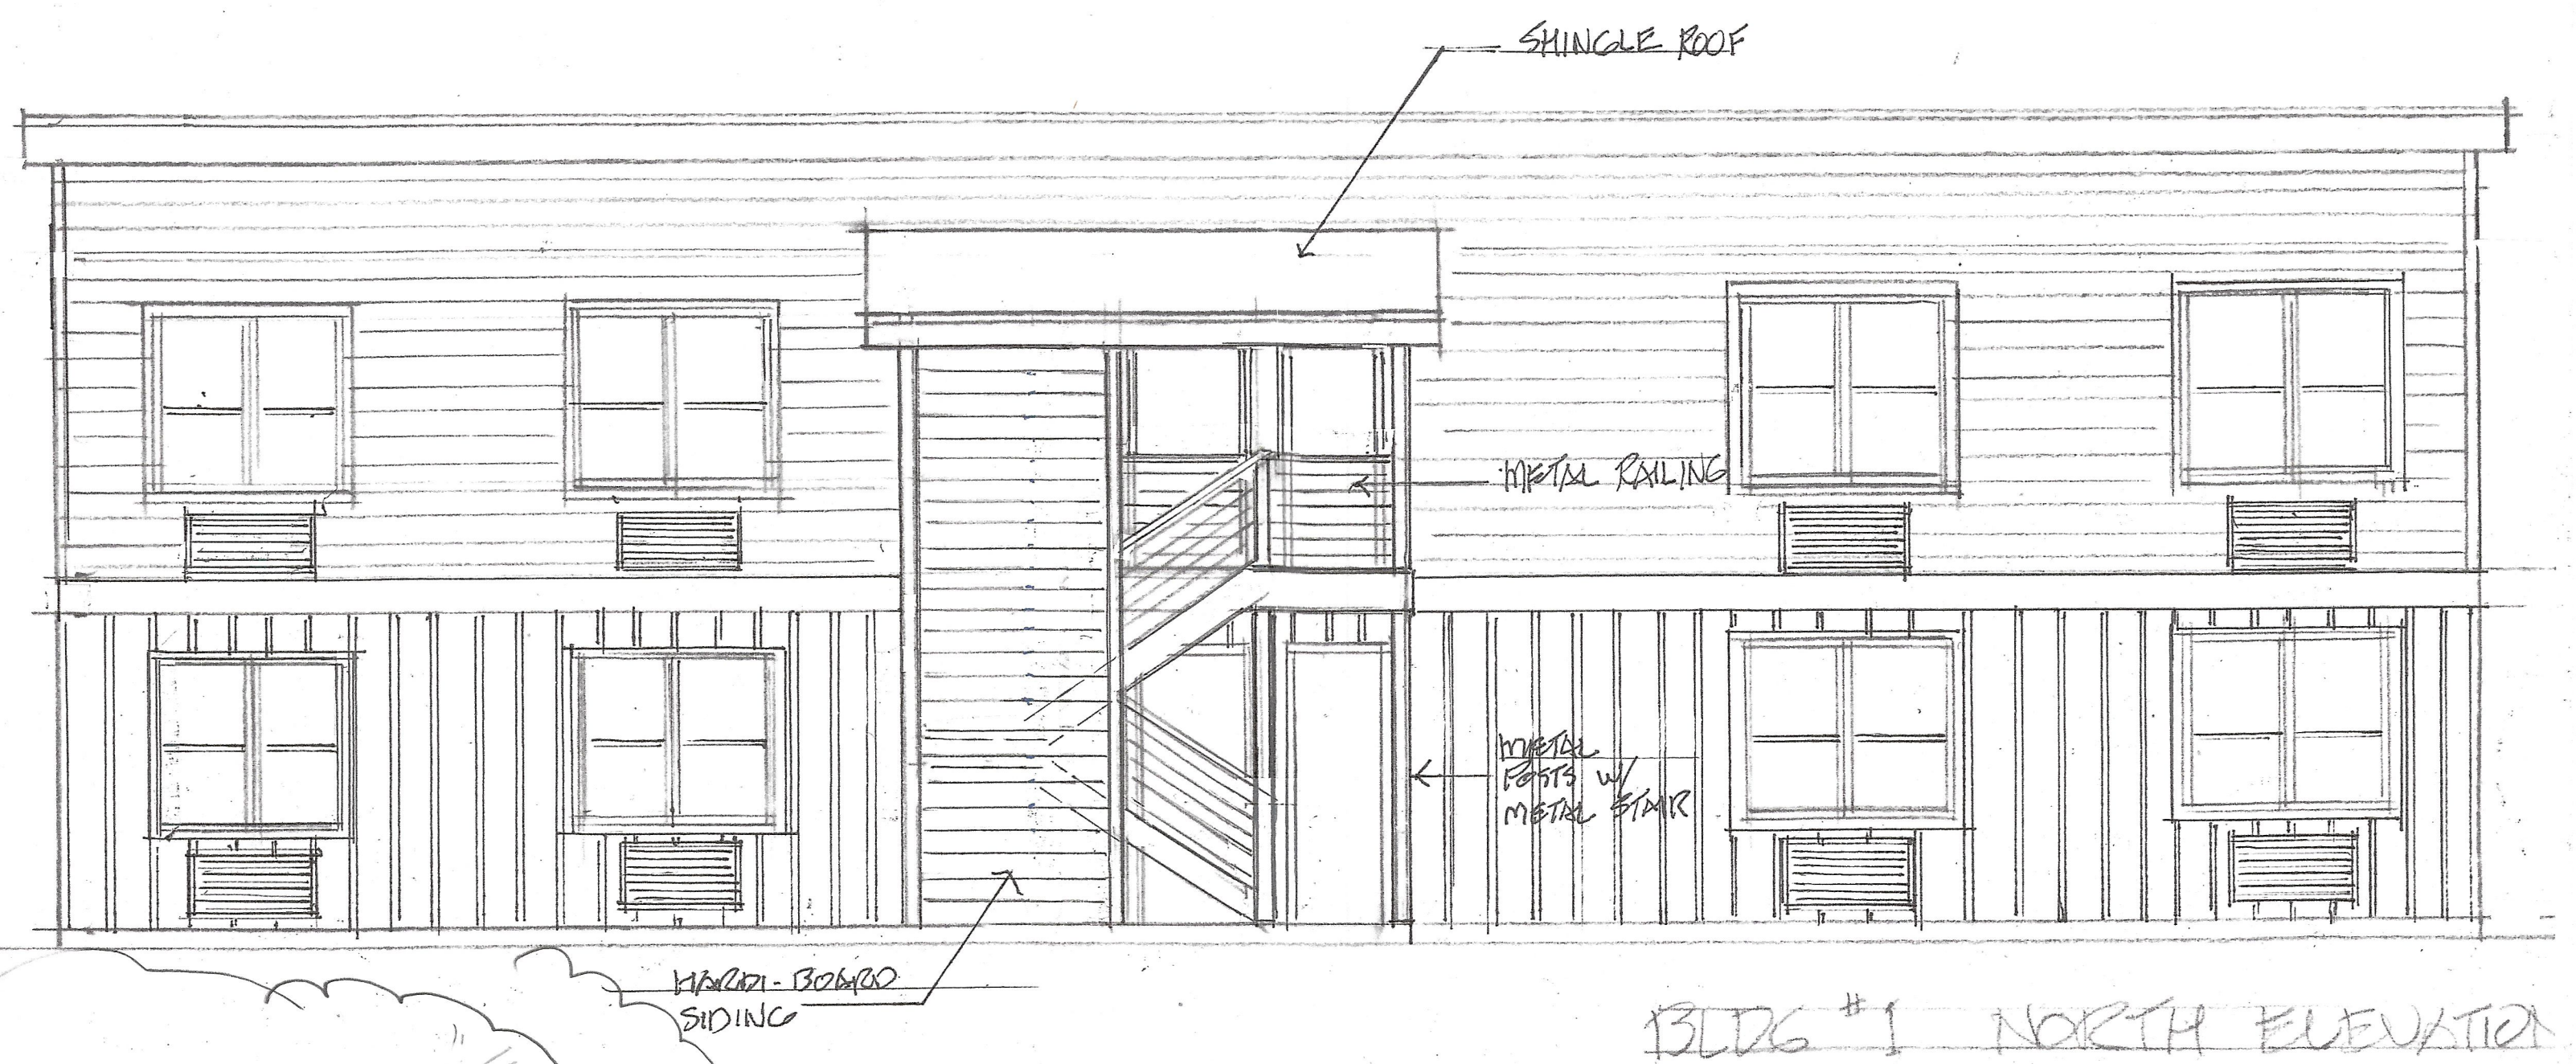 SHINGLE ROOF
METAL RAILING
METAL
POSTS W/
METAL STAIR
HARDI-BOARD
SIDING
BLDG #1 NORTH ELEVATION